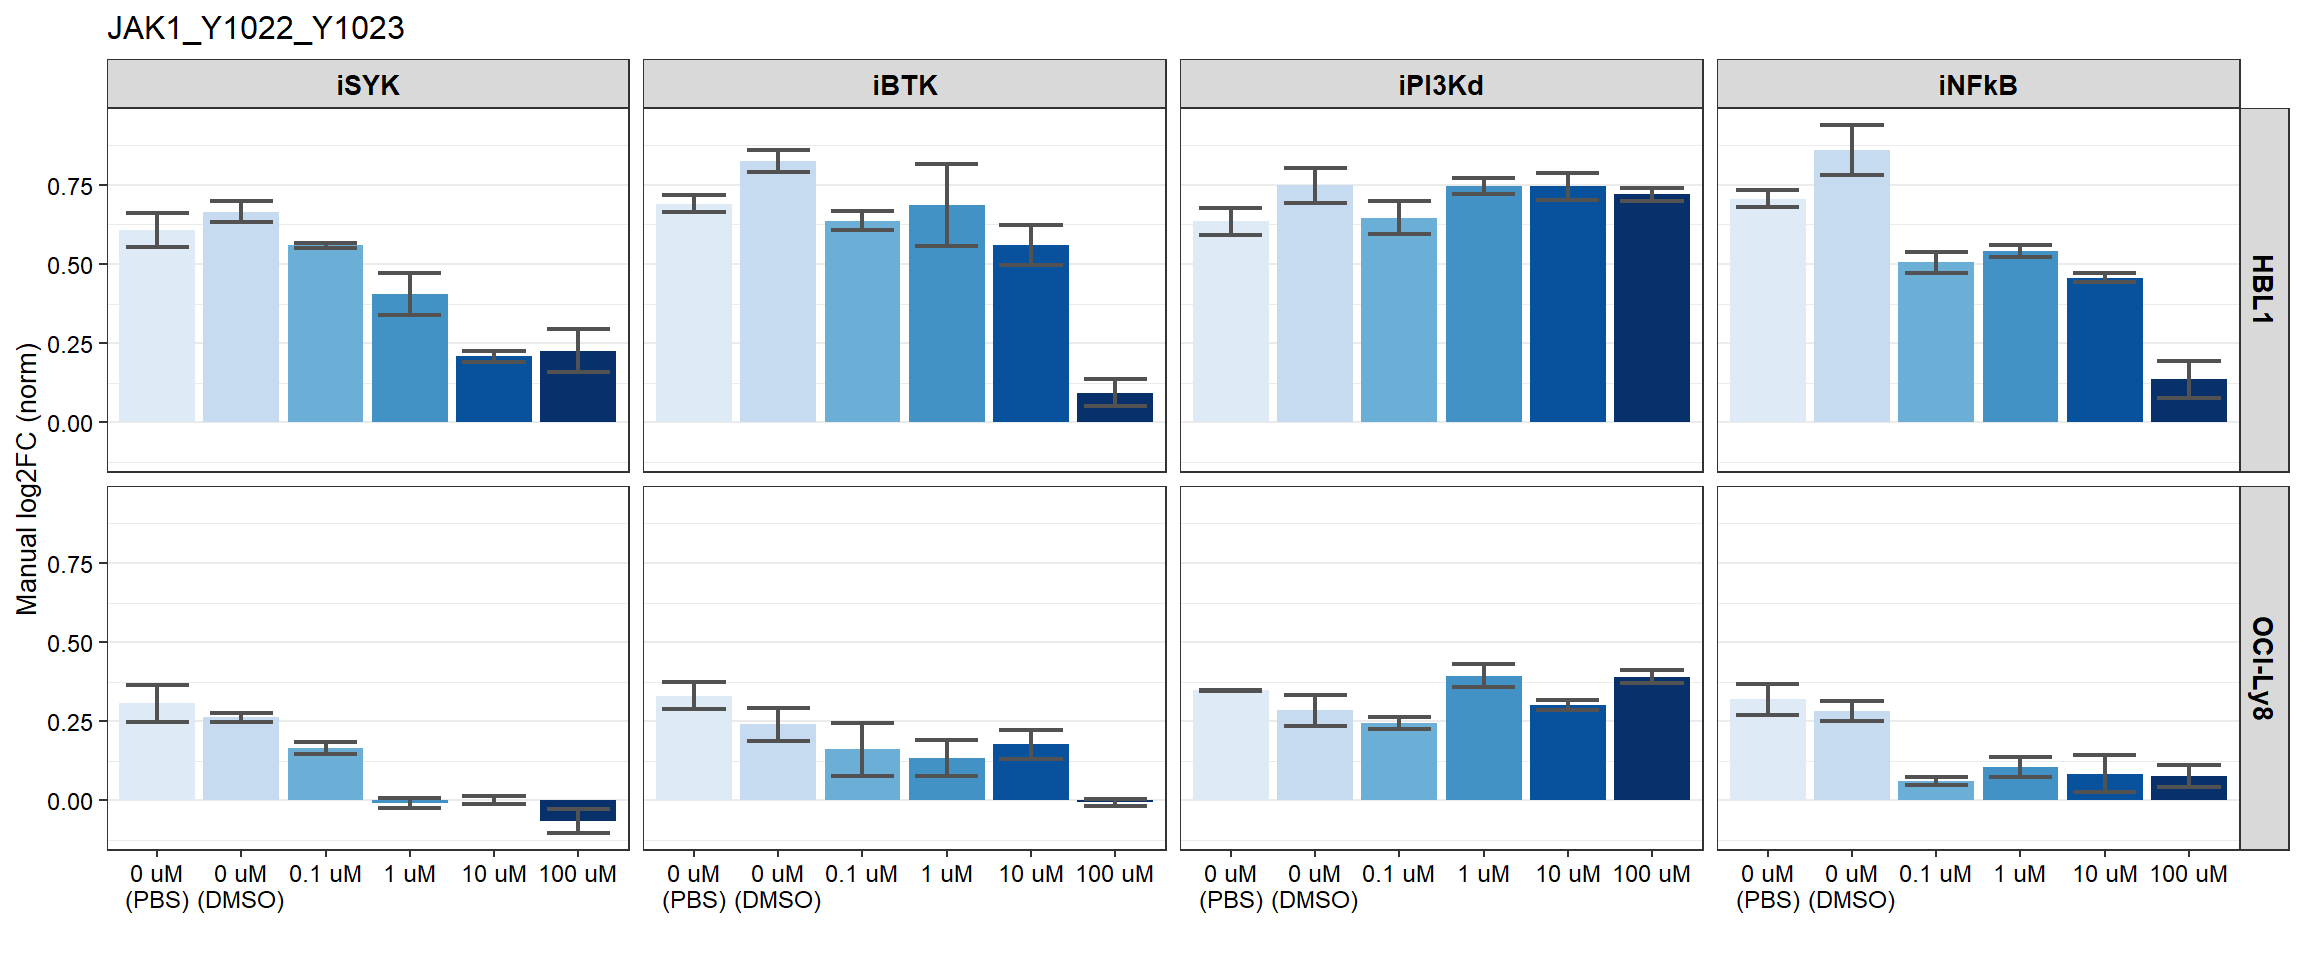 JAK1_Y1022_Y1023
iSYK
iBTK
iPI3Kd
iNFkB
Manual log2FC (norm)
0.75
0.50
0.25
0.00
HBL1
0.75
0.50
0.25
0.00
OCI-Ly8
0 uM 0 uM 0.1 uM 1 uM 10 uM 100 uM
(PBS) (DMSO)
0 uM 0 uM 0.1 uM 1 uM 10 uM 100 uM
(PBS) (DMSO)
0 uM 0 uM 0.1 uM 1 uM 10 uM 100 uM
(PBS) (DMSO)
0 uM 0 uM 0.1 uM 1 uM 10 uM 100 uM
(PBS) (DMSO)